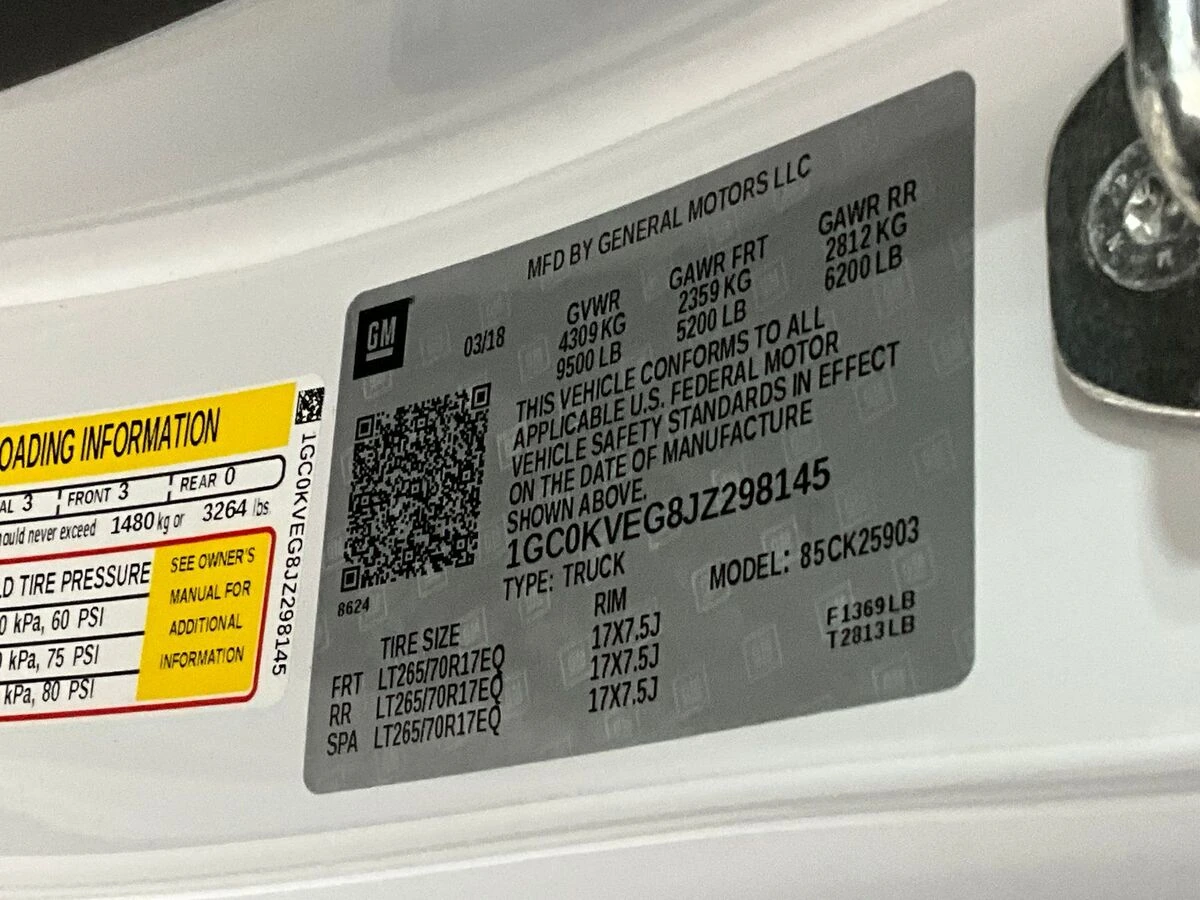 OADING INFORMATION
AL 3 FRONT 3 REAR 0
ould never exceed 1480 kg or 3264 lbs.
LD TIRE PRESSURE
0 kPa, 60 PSI
kPa, 75 PSI
kPa, 80 PSI
SEE OWNER'S
MANUAL FOR
ADDITIONAL
INFORMATION
1GC0KVEG8JZ298145
GM
MFD BY GENERAL MOTORS LLC
03/18
GVWR
4309 KG
9500 LB
GAWR FRT
2359 KG
5200 LB
GAWR RR
2812 KG
6200 LB
THIS VEHICLE CONFORMS TO ALL
APPLICABLE U.S. FEDERAL MOTOR
VEHICLE SAFETY STANDARDS IN EFFECT
ON THE DATE OF MANUFACTURE
SHOWN ABOVE.
1GC0KVEG8JZ298145
TYPE: TRUCK MODEL: 85CK25903
8624
TIRE SIZE RIM
FRT LT265/70R17EQ 17X7.5J
RR LT265/70R17EQ 17X7.5J
SPA LT265/70R17EQ 17X7.5J
F1369LB
T2813LB